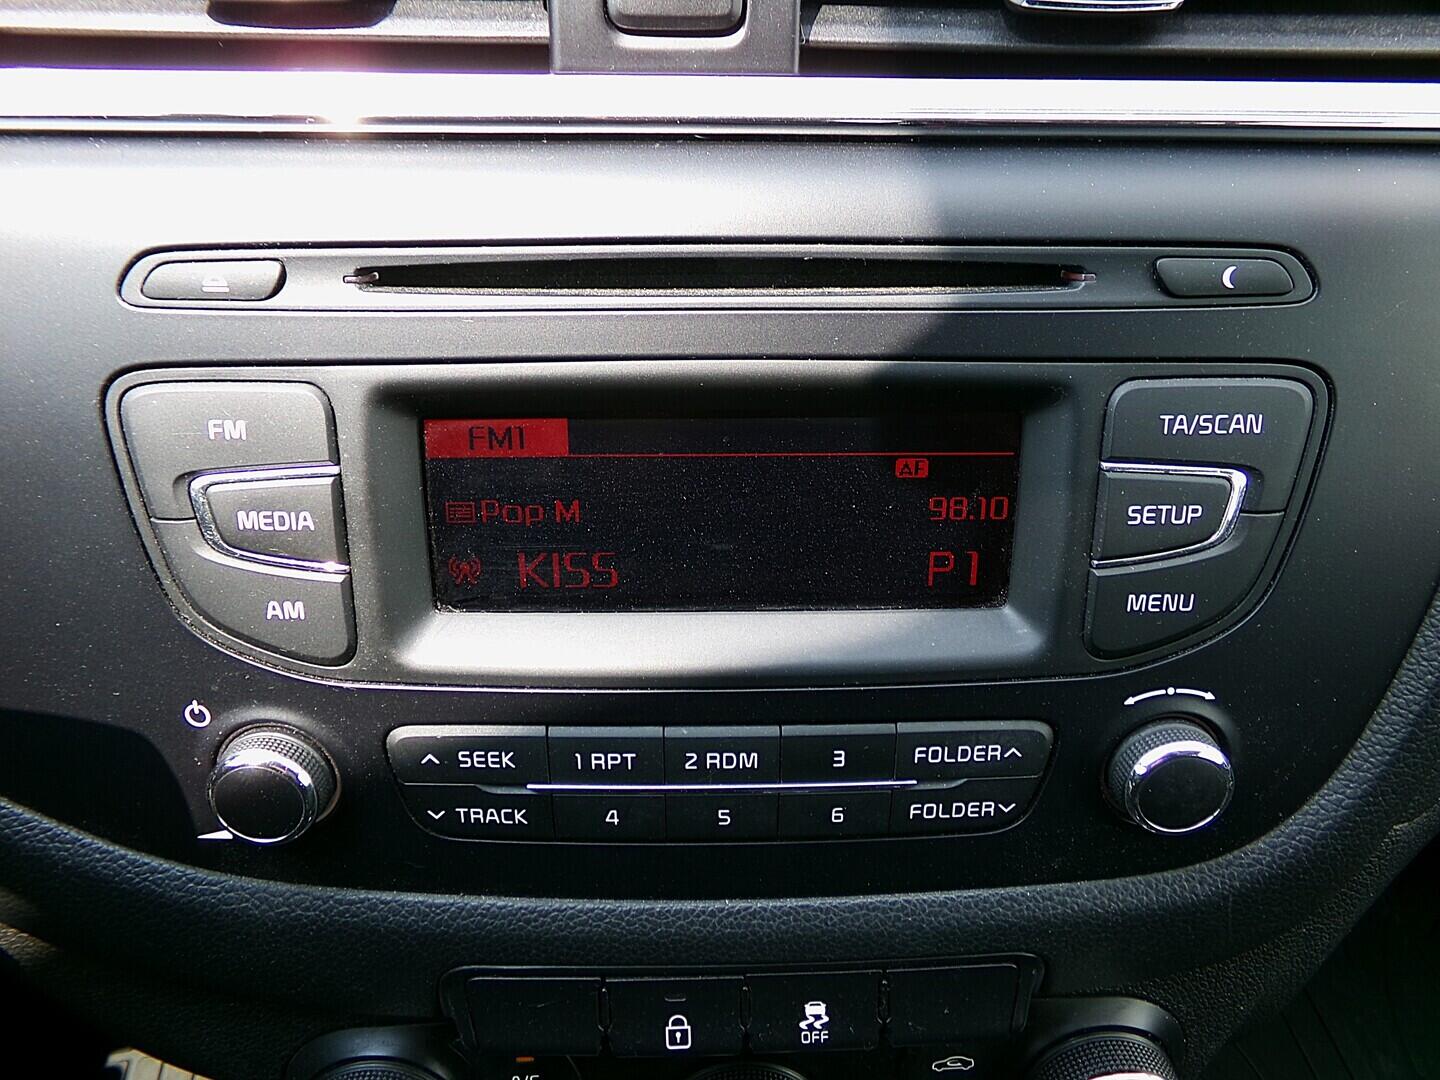 FM
MEDIA
AM
FM1
AF
Pop M 98.10
KISS P1
TA/SCAN
SETUP
MENU
SEEK 1 RPT 2 RDM 3 FOLDER
TRACK 4 5 6 FOLDER
OFF